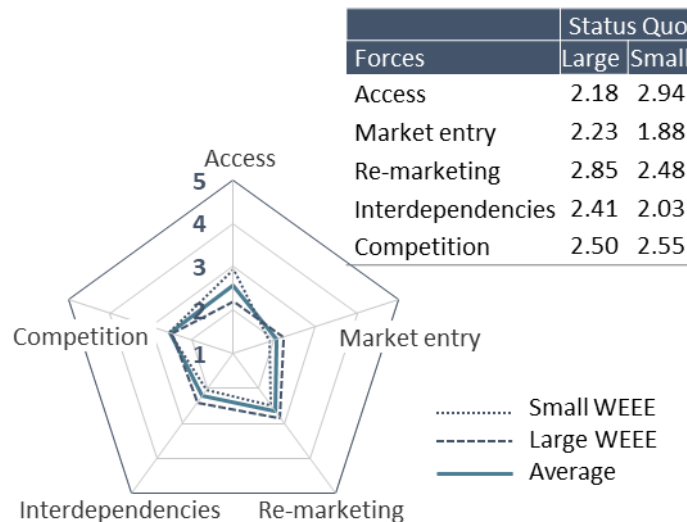 Status Quo
Forces Large Small
Access 2.18 2.94
Market entry 2.23 1.88
Re-marketing 2.85 2.48
Interdependencies 2.41 2.03
Competition 2.50 2.55
Access
5
4
3
2
1
Competition
Market entry
Interdependencies
Re-marketing
Small WEEE
Large WEEE
Average